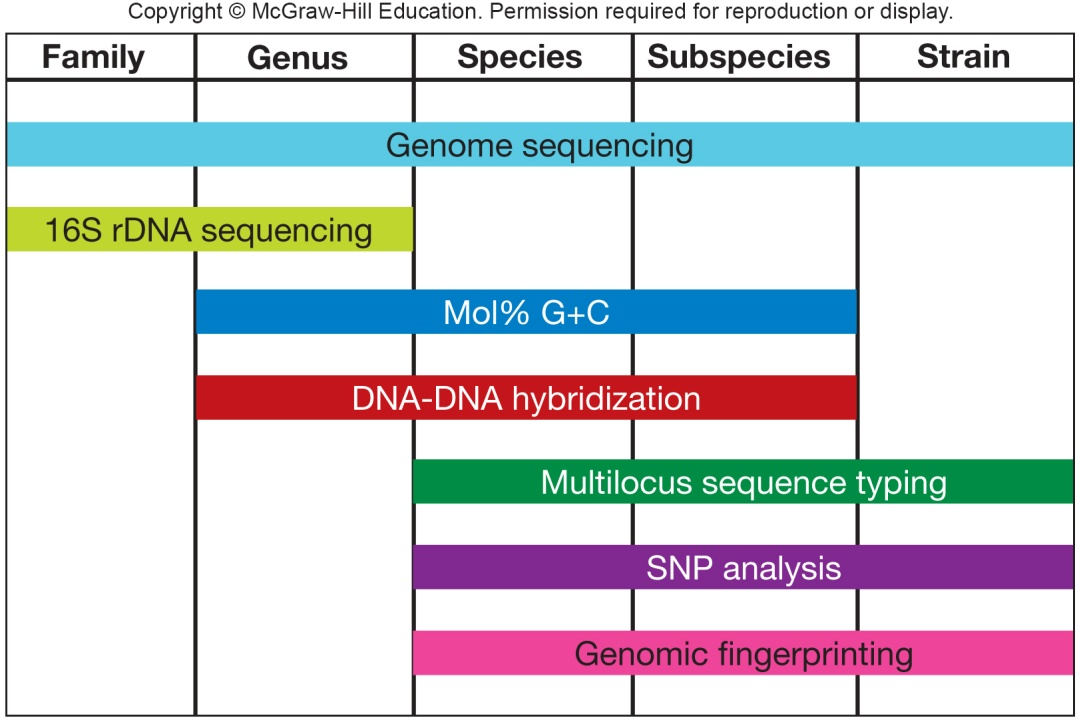 Copyright © McGraw-Hill Education. Permission required for reproduction or display.
Family Genus Species Subspecies Strain
Genome sequencing
16S rDNA sequencing
Mol% G+C
DNA-DNA hybridization
Multilocus sequence typing
SNP analysis
Genomic fingerprinting